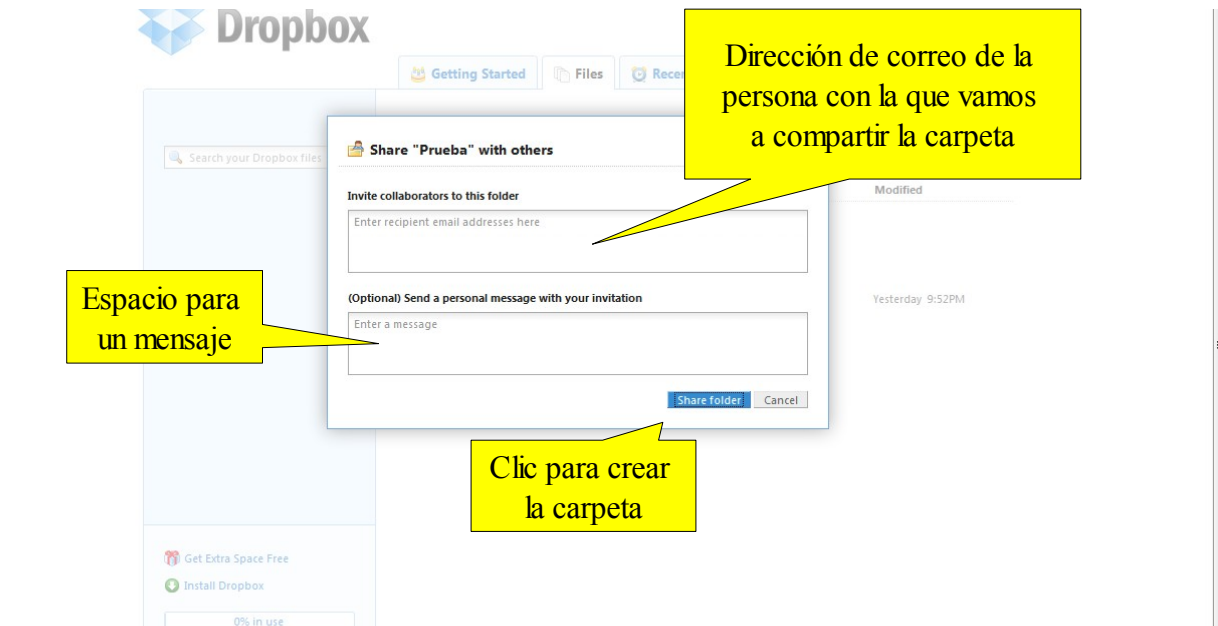 Dropbox
Dirección de correo de la
persona con la que vamos
a compartir la carpeta
Getting Started
Files
Search your Dropbox files
Share "Prueba" with others
Modified
Invite collaborators to this folder
Enter recipient email addresses here
Espacio para
un mensaje
(Optional) Send a personal message with your invitation
Yesterday 9:52PM
Enter a message
Share folder
Cancel
Clic para crear
la carpeta
Get Extra Space Free
Install Dropbox
0% in use